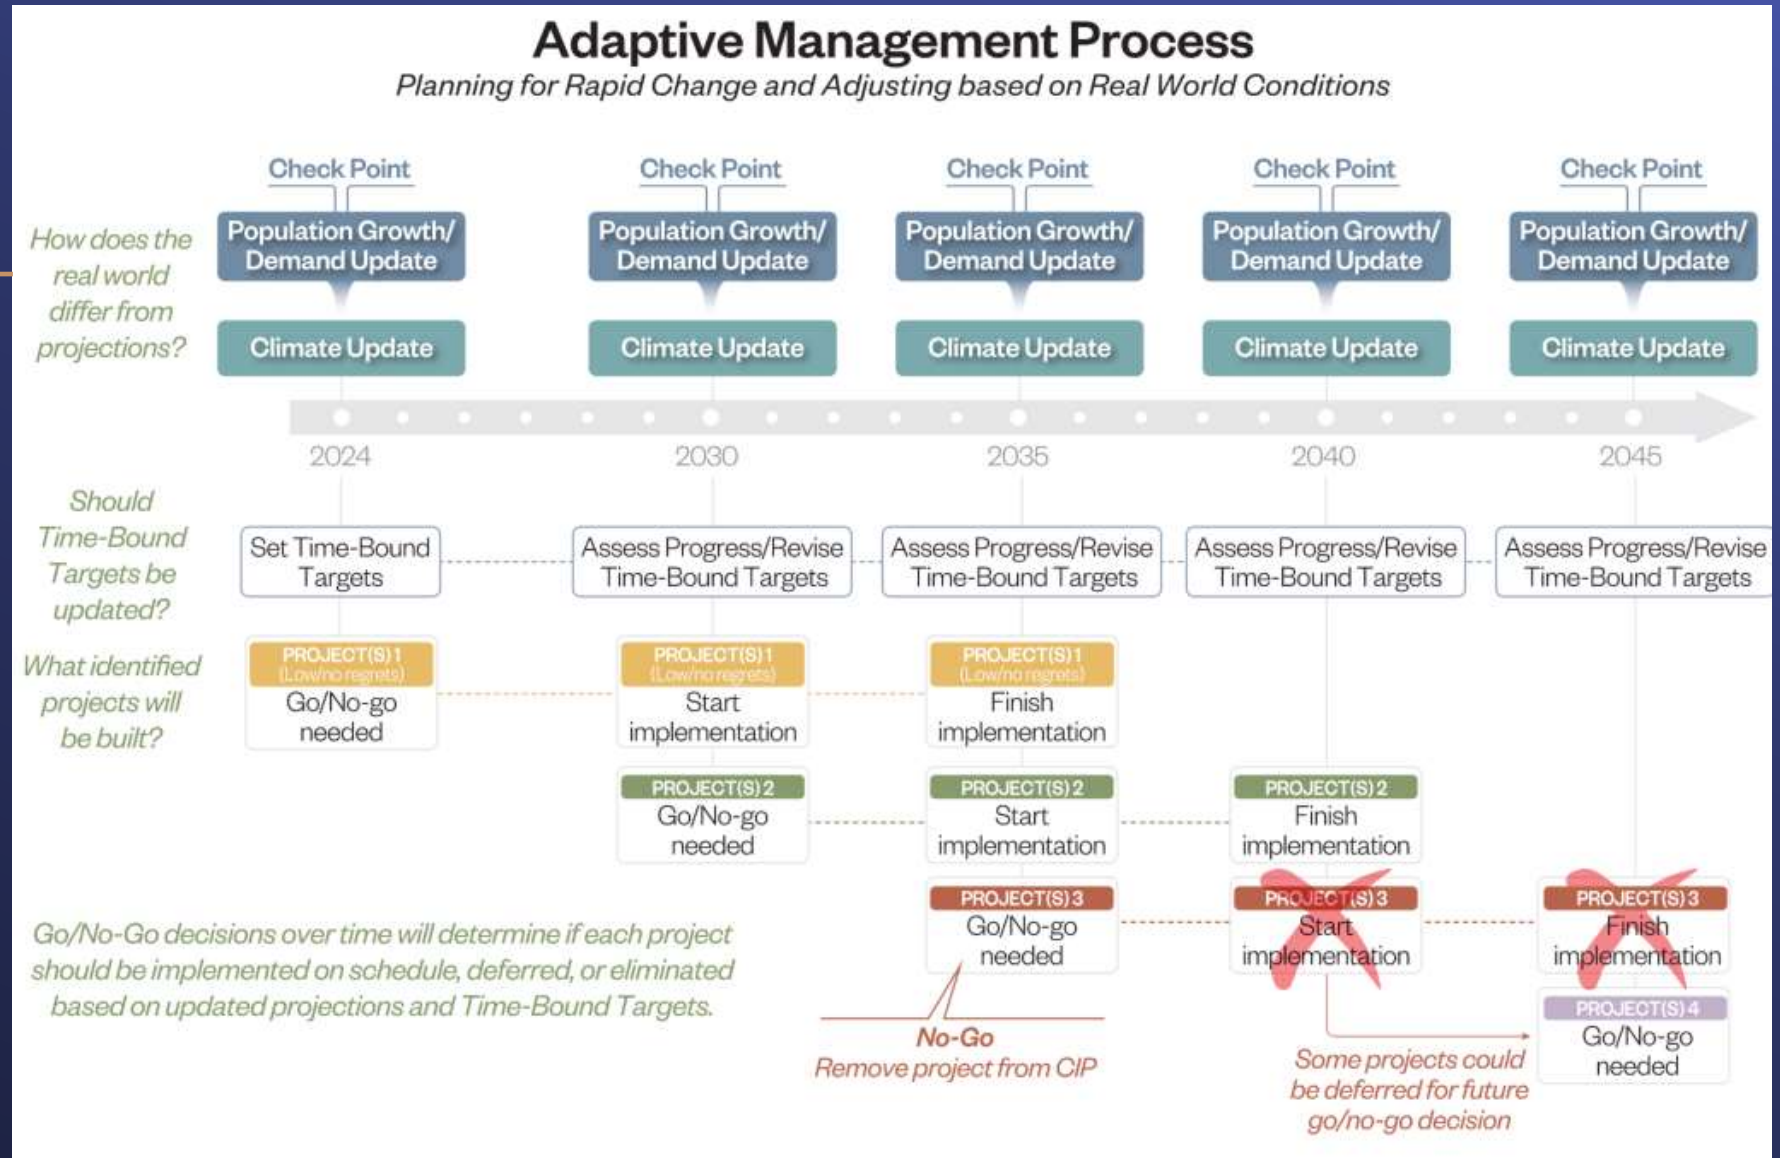 Adaptive Management Process
Planning for Rapid Change and Adjusting based on Real World Conditions
Check Point
Check Point
Check Point
Check Point
Check Point
How does the
real world
differ from
projections?
Population Growth/
Demand Update
Population Growth/
Demand Update
Population Growth/
Demand Update
Population Growth/
Demand Update
Population Growth/
Demand Update
Climate Update
Climate Update
Climate Update
Climate Update
Climate Update
2024
2030
2035
2040
2045
Should
Time-Bound
Targets be
updated?
Set Time-Bound
Targets
Assess Progress/Revise
Time-Bound Targets
Assess Progress/Revise
Time-Bound Targets
Assess Progress/Revise
Time-Bound Targets
Assess Progress/Revise
Time-Bound Targets
What identified
projects will
be built?
PROJECT(S) 1
(Low/no regrets)
Go/No-go
needed
PROJECT(S) 1
(Low/no regrets)
Start
implementation
PROJECT(S) 1
(Low/no regrets)
Finish
implementation
PROJECT(S) 2
Go/No-go
needed
PROJECT(S) 2
Start
implementation
PROJECT(S) 2
Finish
implementation
PROJECT(S) 3
Go/No-go
needed
PROJECT(S) 3
Start
implementation
PROJECT(S) 3
Finish
implementation
Go/No-Go decisions over time will determine if each project
should be implemented on schedule, deferred, or eliminated
based on updated projections and Time-Bound Targets.
No-Go
Remove project from CIP
PROJECT(S) 4
Go/No-go
needed
Some projects could
be deferred for future
go/no-go decision